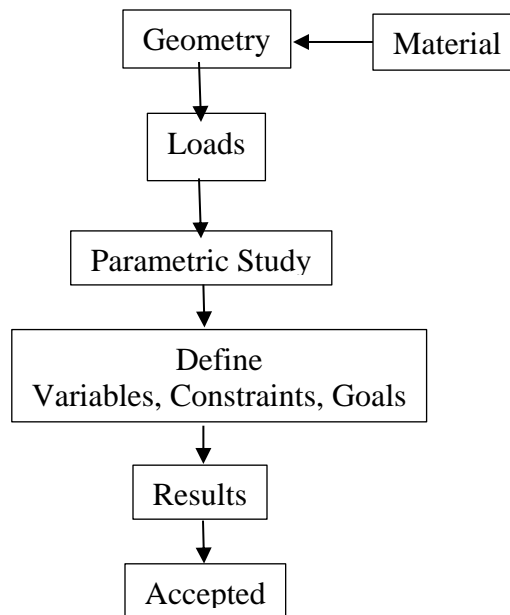 Geometry
Material
Loads
Parametric Study
Define
Variables, Constraints, Goals
Results
Accepted